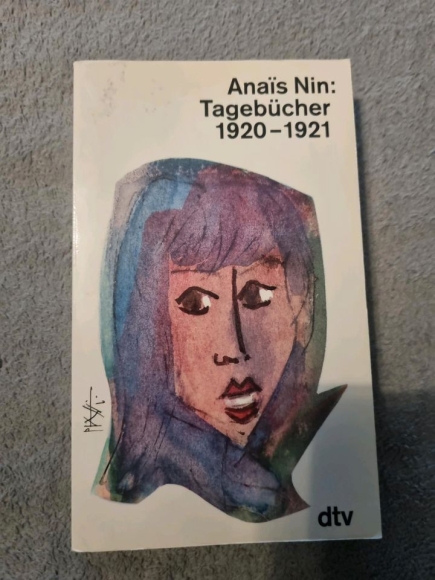 Anaïs Nin:
Tagebücher
1920–1921
dtv